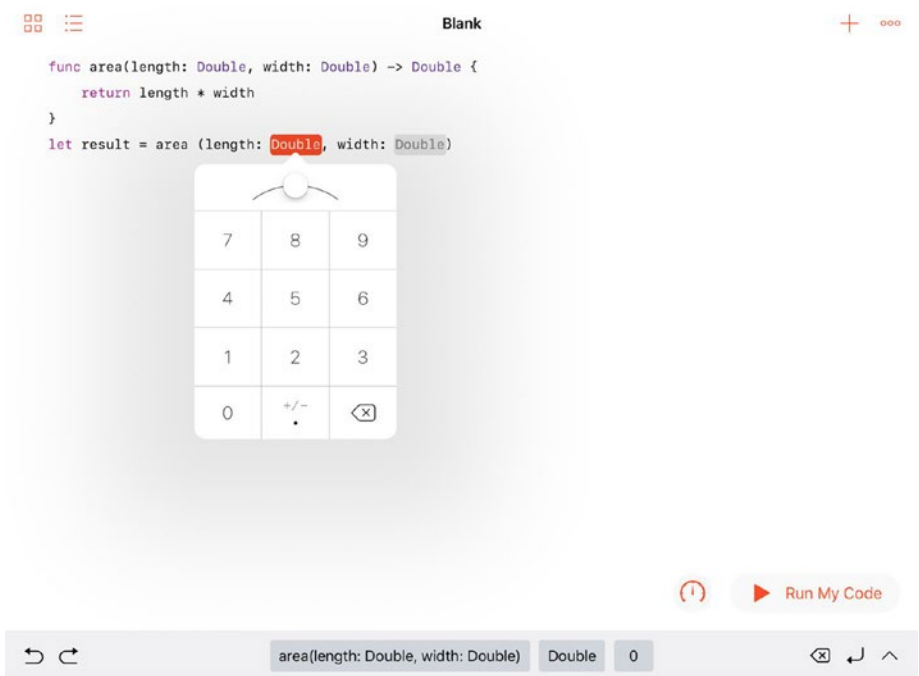 Blank
func area(length: Double, width: Double) -> Double {
return length * width
}
let result = area (length: Double, width: Double)
7 8 9
4 5 6
1 2 3
0 +/- .
Run My Code
area(length: Double, width: Double) Double 0